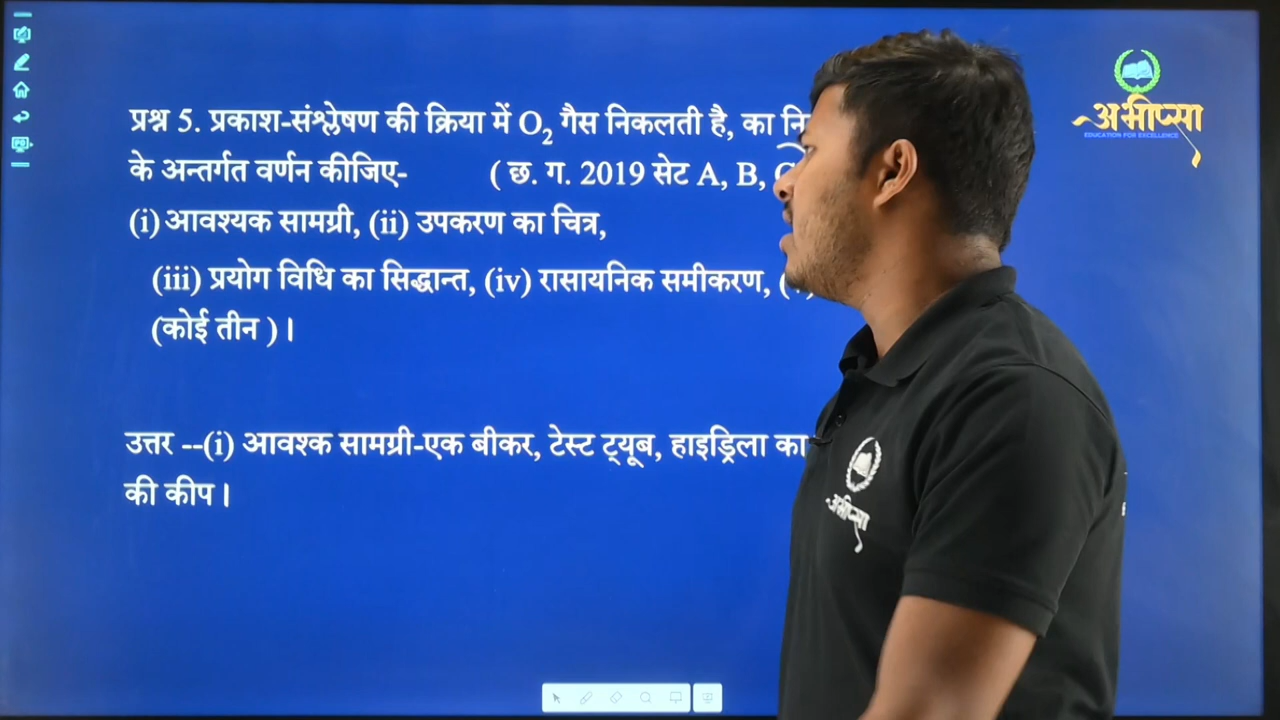 प्रश्न 5. प्रकाश-संश्लेषण की क्रिया में O2 गैस निकलती है, का
के अन्तर्गत वर्णन कीजिए- ( छ. ग. 2019 सेट A, B,
(i) आवश्यक सामग्री, (ii) उपकरण का चित्र,
(iii) प्रयोग विधि का सिद्धान्त, (iv) रासायनिक समीकरण,
(कोई तीन ) ।
उत्तर --(i) आवश्क सामग्री-एक बीकर, टेस्ट ट्यूब, हाइड्रिला का
की कीप ।
अभीप्सा
EDUCATION FOR EXCELLENCE
अभीप्सा